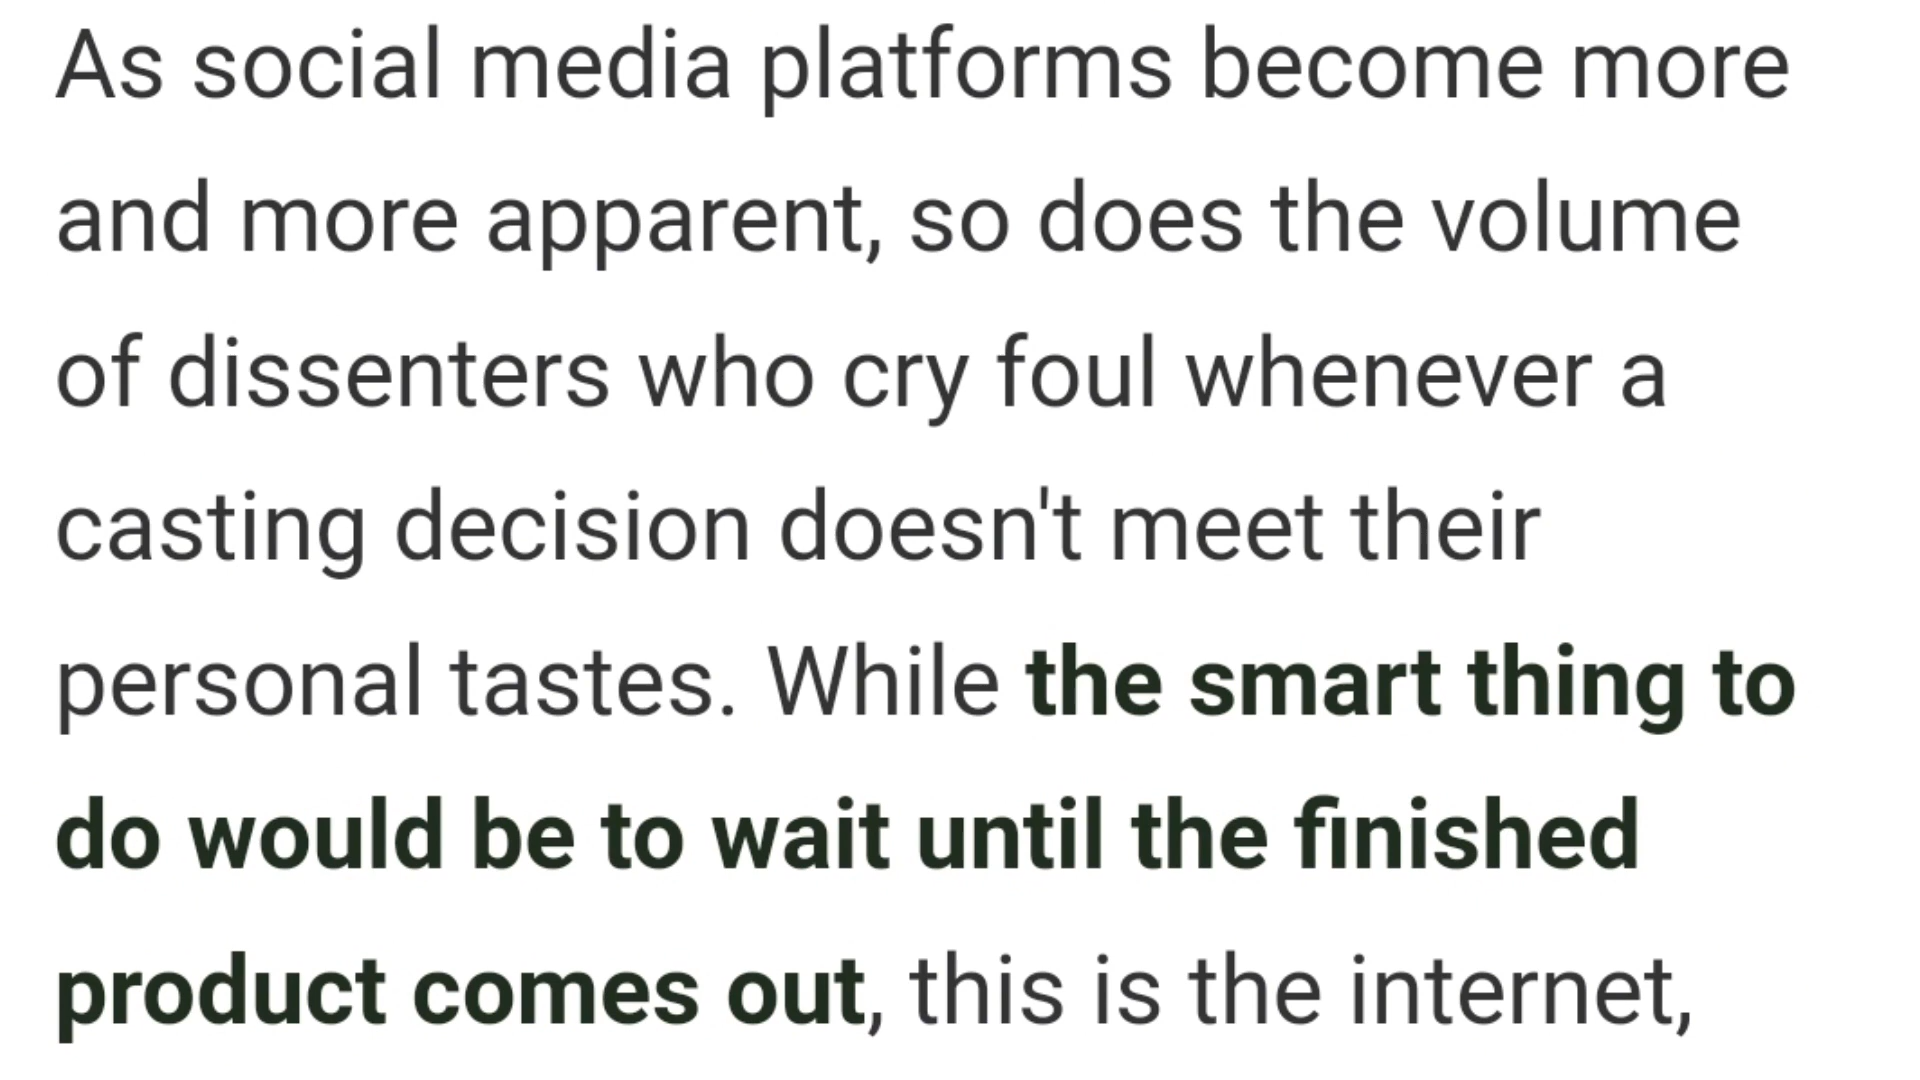 As social media platforms become more
and more apparent, so does the volume
of dissenters who cry foul whenever a
casting decision doesn't meet their
personal tastes. While the smart thing to
do would be to wait until the finished
product comes out, this is the internet,